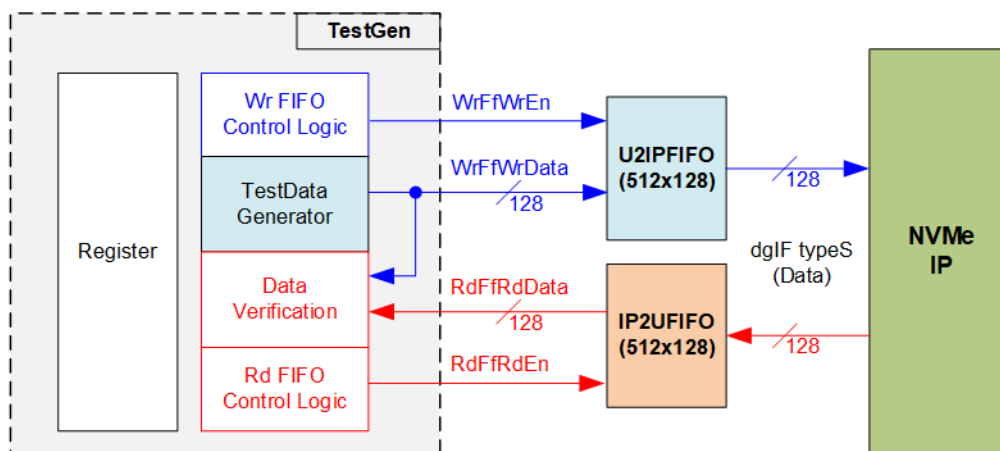 TestGen
Register
Wr FIFO
Control Logic
TestData
Generator
Data
Verification
Rd FIFO
Control Logic
WrFfWrEn
WrFfWrData
128
RdFfRdData
128
RdFfRdEn
U2IPFIFO
(512x128)
IP2UFIFO
(512x128)
128
dgIF typeS
(Data)
128
NVMe
IP